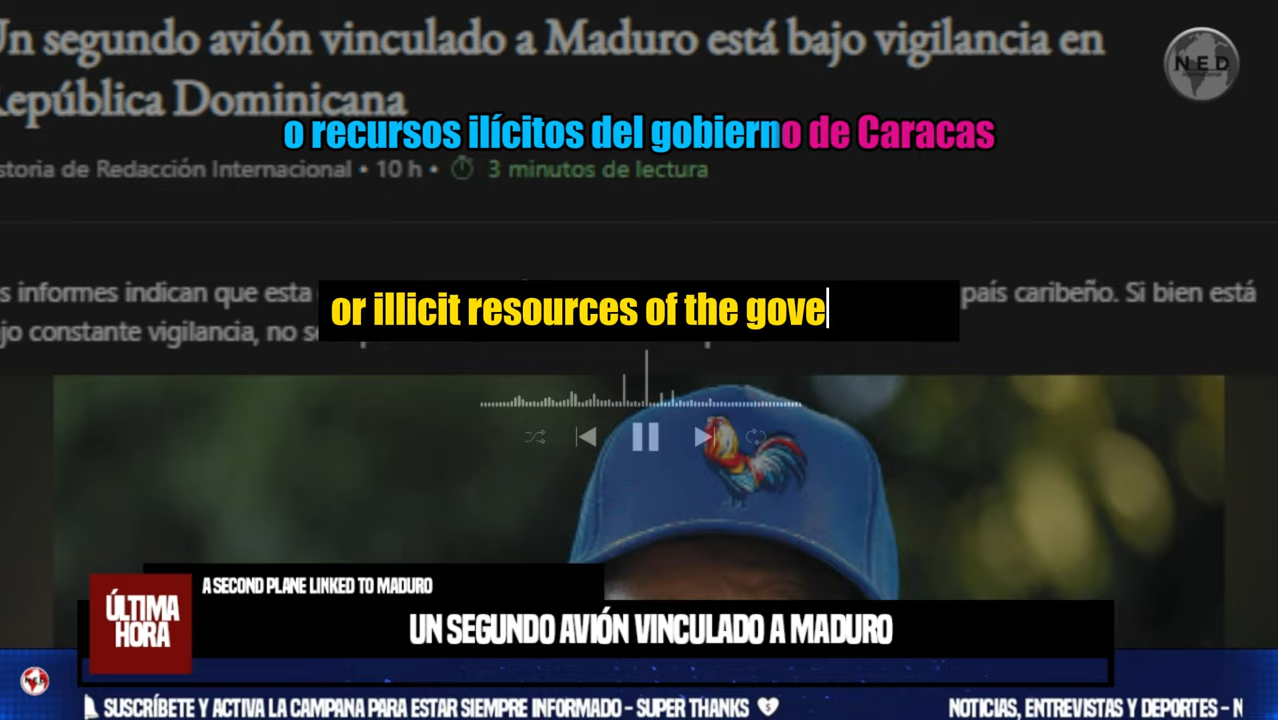 Un segundo avión vinculado a Maduro está bajo vigilancia en
República Dominicana
NED
o recursos ilícitos del gobierno de Caracas
storia de Redacción Internacional • 10 h • 3 minutos de lectura
s informes indican que esta
país caribeño. Si bien está
jo constante vigilancia, no
or illicit resources of the gove
A SECOND PLANE LINKED TO MADURO
ÚLTIMA
HORA
UN SEGUNDO AVIÓN VINCULADO A MADURO
SUSCRÍBETE Y ACTIVA LA CAMPANA PARA ESTAR SIEMPRE INFORMADO - SUPER THANKS
NOTICIAS, ENTREVISTAS Y DEPORTES - N